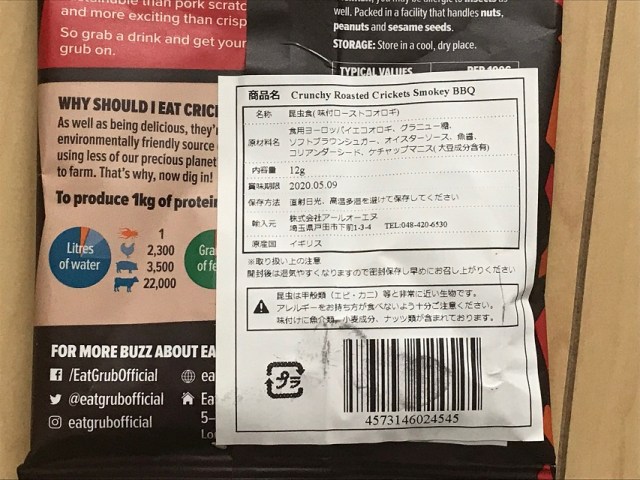 stainable than pork scratc
and more exciting than crisp
So grab a drink and get your
grub on.
well. Packed in a facility that handles nuts,
peanuts and sesame seeds.
STORAGE: Store in a cool, dry place.
TYPICAL VALUES PER 100G
WHY SHOULD I EAT CRICK
As well as being delicious, they'r
environmentally friendly source
using less of our precious planet
to farm. That's why, now dig in!
To produce 1kg of protein
Litres
of water
1
2,300
3,500
22,000
Gra
of fe
FOR MORE BUZZ ABOUT EA
/EatGrubOfficial
@eatgrubofficial
eatgrubofficial
ea
Ea
5–
Lo
商品名 Crunchy Roasted Crickets Smokey BBQ
名称 昆虫食(味付ローストコオロギ)
原材料名 食用ヨーロッパイエコオロギ、グラニュー糖、
ソフトブラウンシュガー、オイスターソース、魚醤、
コリアンダーシード、ケチャップマニス(大豆成分含有)
内容量 12g
賞味期限 2020.05.09
保存方法 直射日光、高温多湿を避けて保存してください
輸入元 株式会社アールオーエヌ
埼玉県戸田市下前1-3-4 TEL:048-420-6530
原産国 イギリス
※取り扱い上の注意
開封後は湿気やすくなりますので密封保存し早めにお召し上がりください
昆虫は甲殻類(エビ・カニ)等と非常に近い生物です。
アレルギーをお持ち方が食べないよう十分ご注意ください。
味付けに魚介類、小麦成分、ナッツ類が含まれております。
プラ
4573146024545